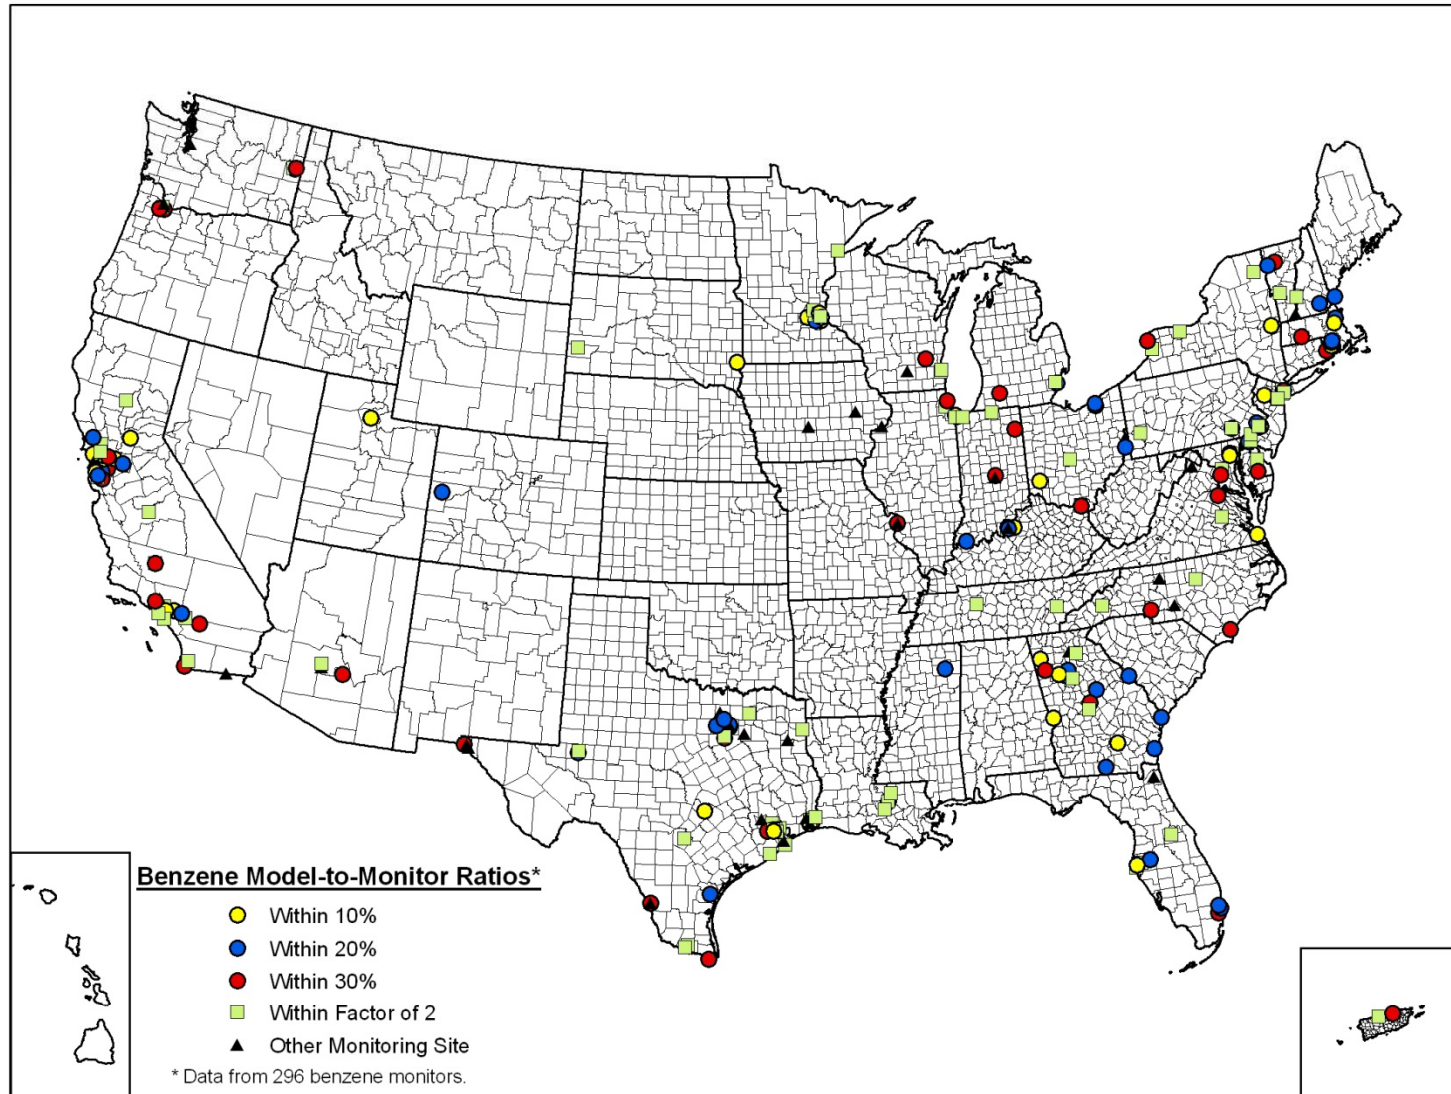 Benzene Model-to-Monitor Ratios*
Within 10%
Within 20%
Within 30%
Within Factor of 2
Other Monitoring Site
* Data from 296 benzene monitors.